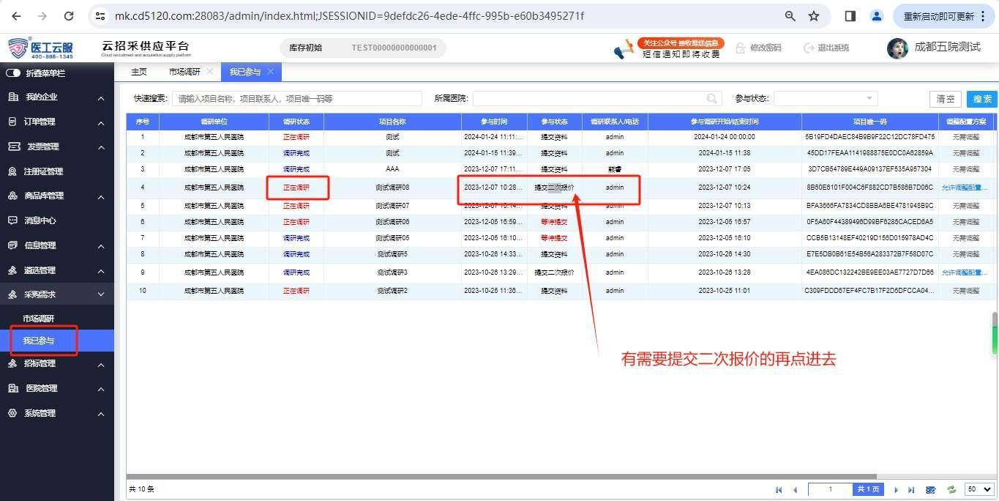 mk.cd5120.com:28083/admin/index.html;JSESSIONID=9defdc26-4ede-4ffc-995b-e60b3495271f
重新启动即可更新
医工云服
400-888-1345
云招采供应平台
Cloud recruitment and acquisition supply platform
库存初始 TEST00000000000001
关注公众号 接收推送信息
短信通知即将收费
修改密码
退出系统
成都五院测试
折叠菜单栏
主页 市场调研 我已参与
我的企业
订单管理
发票管理
注册证管理
商品库管理
消息中心
信息管理
遴选管理
采购需求
市场调研
我已参与
招标管理
医院管理
系统管理
快速搜索: 请输入项目名称，项目联系人，项目唯一码等 所属医院: 参与状态: 清空 搜索
序号 调研单位 调研状态 项目名称 参与时间 参与状态 调研联系人/电话 参与调研开始/结束时间 项目唯一码 调整配置方案
1 成都市第五人民医院 正在调研 测试 2024-01-24 11:11:... 提交资料 admin 2024-01-24 00:00:00 5B19FD4DAEC84B9B9F22C12DC78FD475 无需调整
2 成都市第五人民医院 调研完成 测试 2024-01-15 11:39... 提交资料 admin 2024-01-15 11:38 45DD17FEAA1141988875E0DC0A62859A 无需调整
3 成都市第五人民医院 调研完成 AAA 2023-12-07 17:11... 提交资料 熊睿 2023-12-07 17:05 3D7CB54789E449A09137EF535A957304 无需调整
4 成都市第五人民医院 正在调研 测试调研08 2023-12-07 10:28... 提交二次报价 admin 2023-12-07 10:24 8B50E6101F004C6F882CD7B586B7D06C 允许调整配置...
5 成都市第五人民医院 正在调研 测试调研07 2023-12-07 10:14... 提交资料 admin 2023-12-07 10:13 BFA3666FA7834CD8BBA6BE4781948B9C 无需调整
6 成都市第五人民医院 正在调研 测试调研06 2023-12-05 16:59... 等待提交 admin 2023-12-05 16:57 0F5A60F44389496D99BF6285CACED6A5 无需调整
7 成都市第五人民医院 调研完成 测试调研05 2023-12-05 16:10... 等待提交 admin 2023-12-05 16:10 CCB5B13148EF40219D156D015978AD4C 无需调整
8 成都市第五人民医院 调研完成 测试调研5 2023-10-26 14:33... 提交资料 admin 2023-10-26 14:30 E7E5DB0B61E54B56A283372B7F58D07C 无需调整
9 成都市第五人民医院 调研完成 测试调研3 2023-10-26 13:29... 提交二次报价 admin 2023-10-26 13:28 4EA086DC132242BE9EE03AE7727D7D66 允许调整配置...
10 成都市第五人民医院 正在调研 测试调研2 2023-10-25 11:36... 提交资料 admin 2023-10-25 11:01 C309FDDD67EF4FC7B17F2D5DFCCA04... 无需调整
有需要提交二次报价的再点进去
共 10 条
1 共 1 页 50